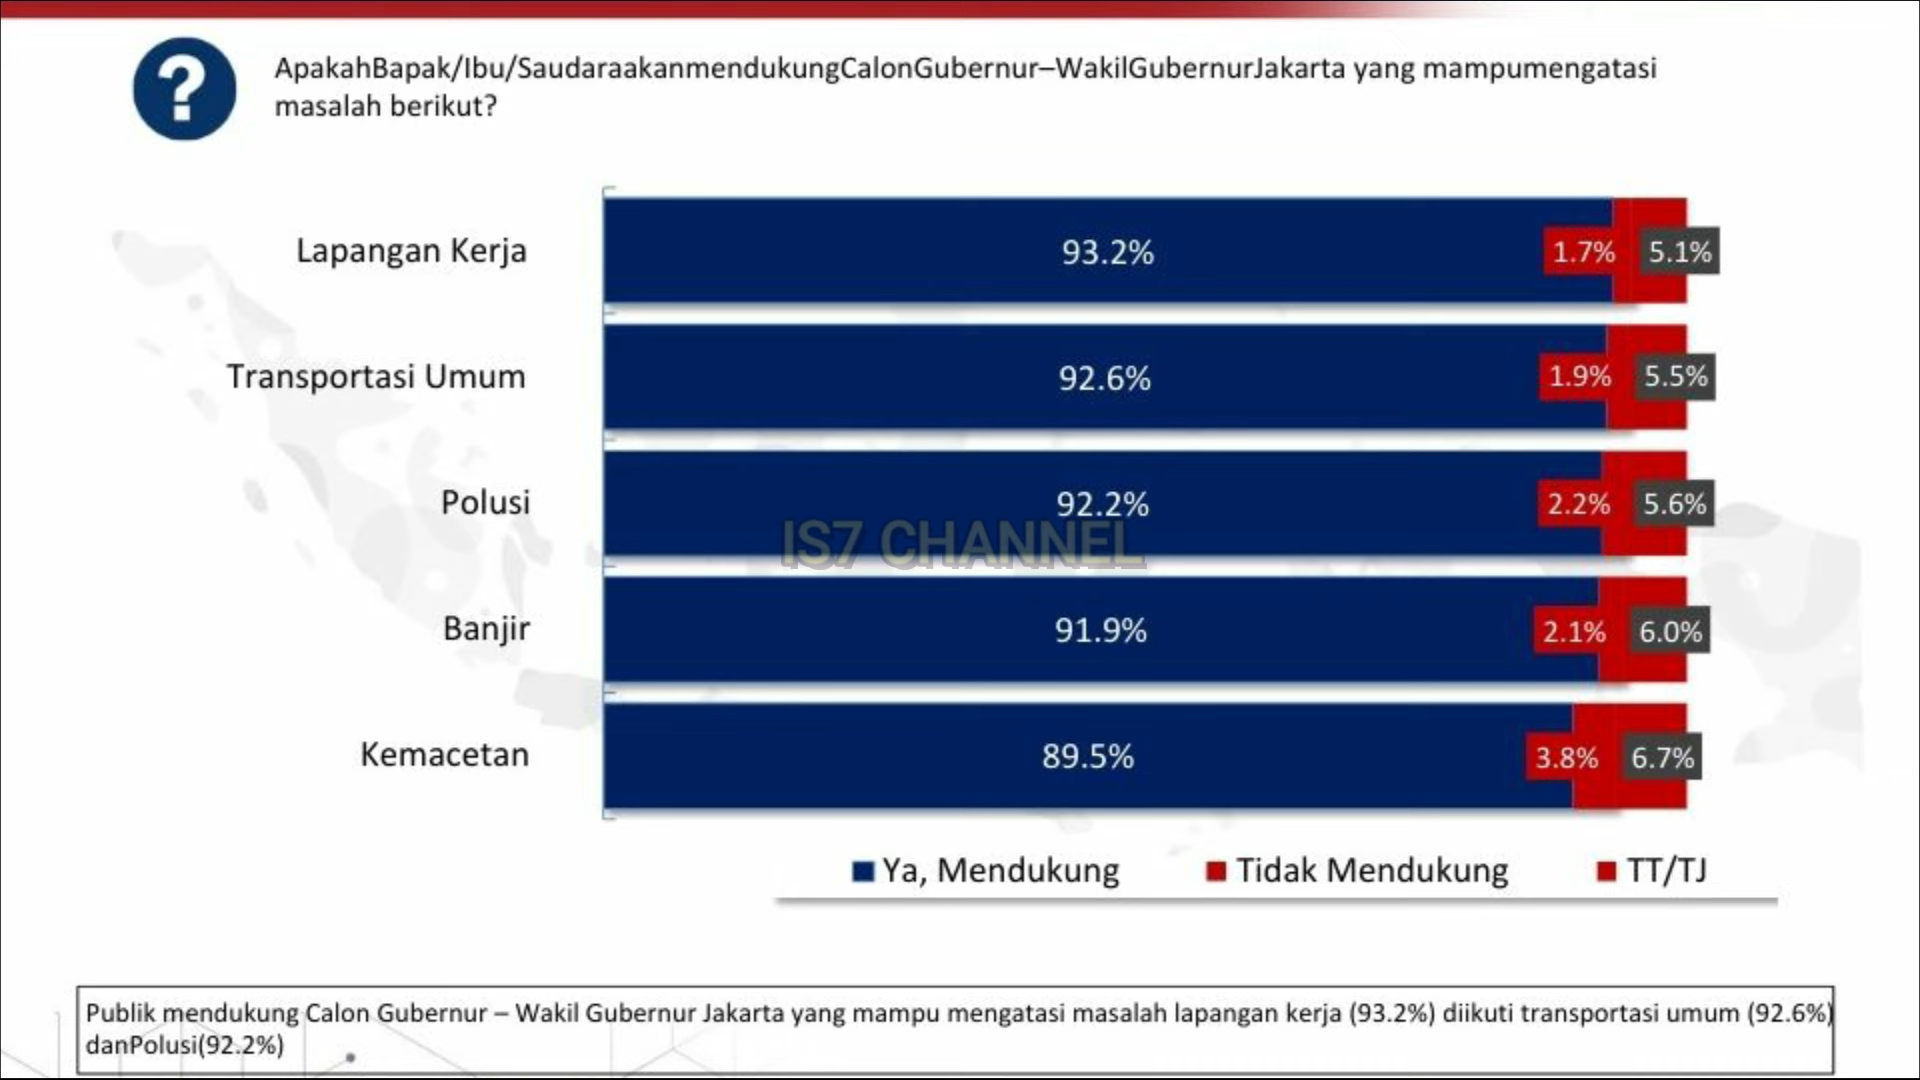 ApakahBapak/Ibu/SaudaraakanmendukungCalonGubernur–WakilGubernurJakarta yang mampumengatasi
masalah berikut?
Lapangan Kerja 93.2% 1.7% 5.1%
Transportasi Umum 92.6% 1.9% 5.5%
Polusi 92.2% 2.2% 5.6%
IS7 CHANNEL
Banjir 91.9% 2.1% 6.0%
Kemacetan 89.5% 3.8% 6.7%
Ya, Mendukung Tidak Mendukung TT/TJ
Publik mendukung Calon Gubernur – Wakil Gubernur Jakarta yang mampu mengatasi masalah lapangan kerja (93.2%) diikuti transportasi umum (92.6%)
danPolusi(92.2%)